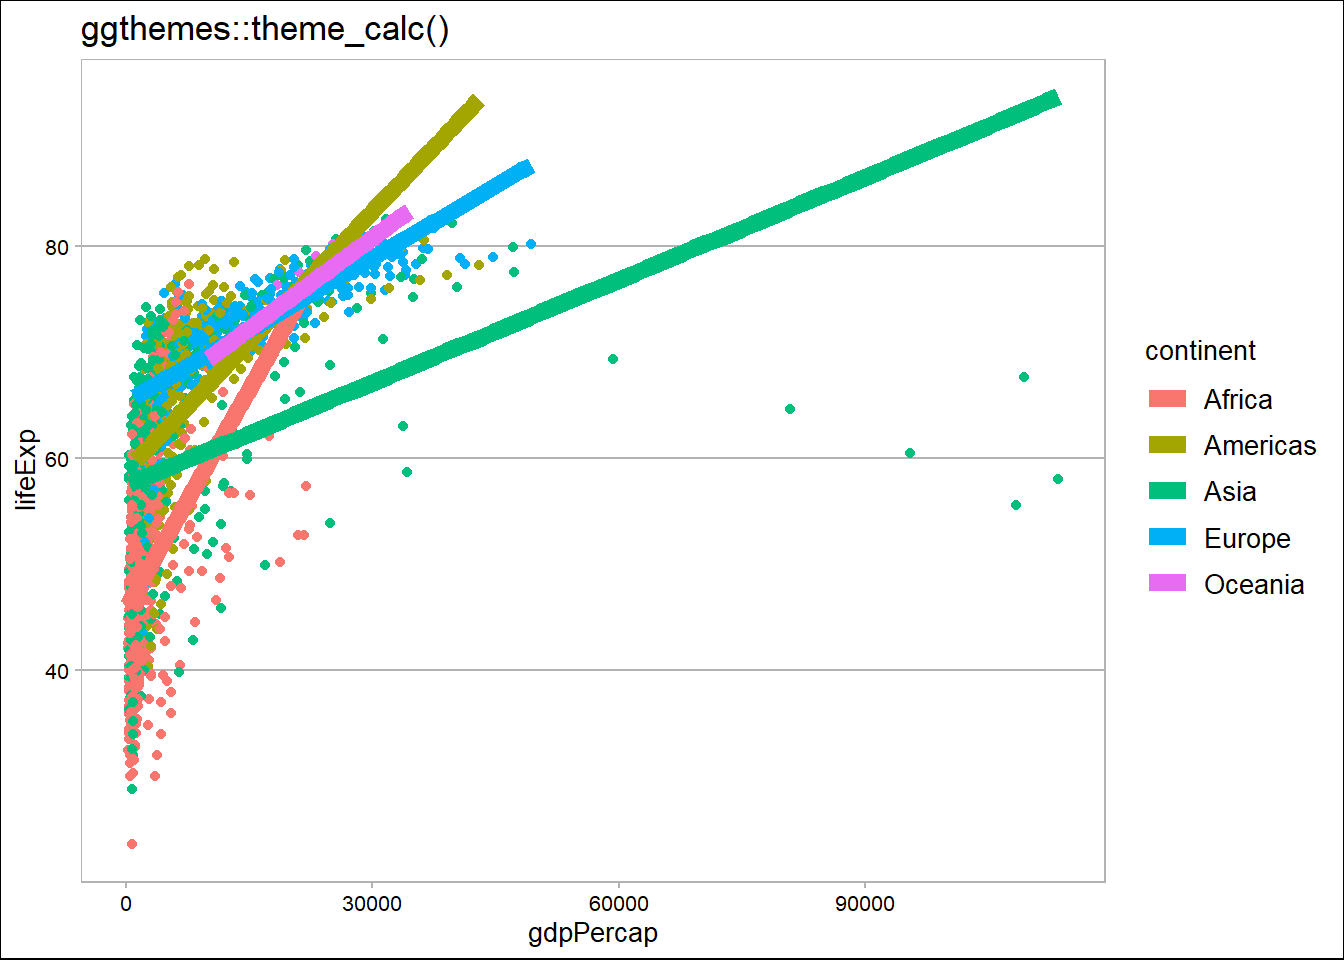 ggthemes::theme_calc()
lifeExp
80
60
40
0
30000
60000
90000
gdpPercap
continent
Africa
Americas
Asia
Europe
Oceania